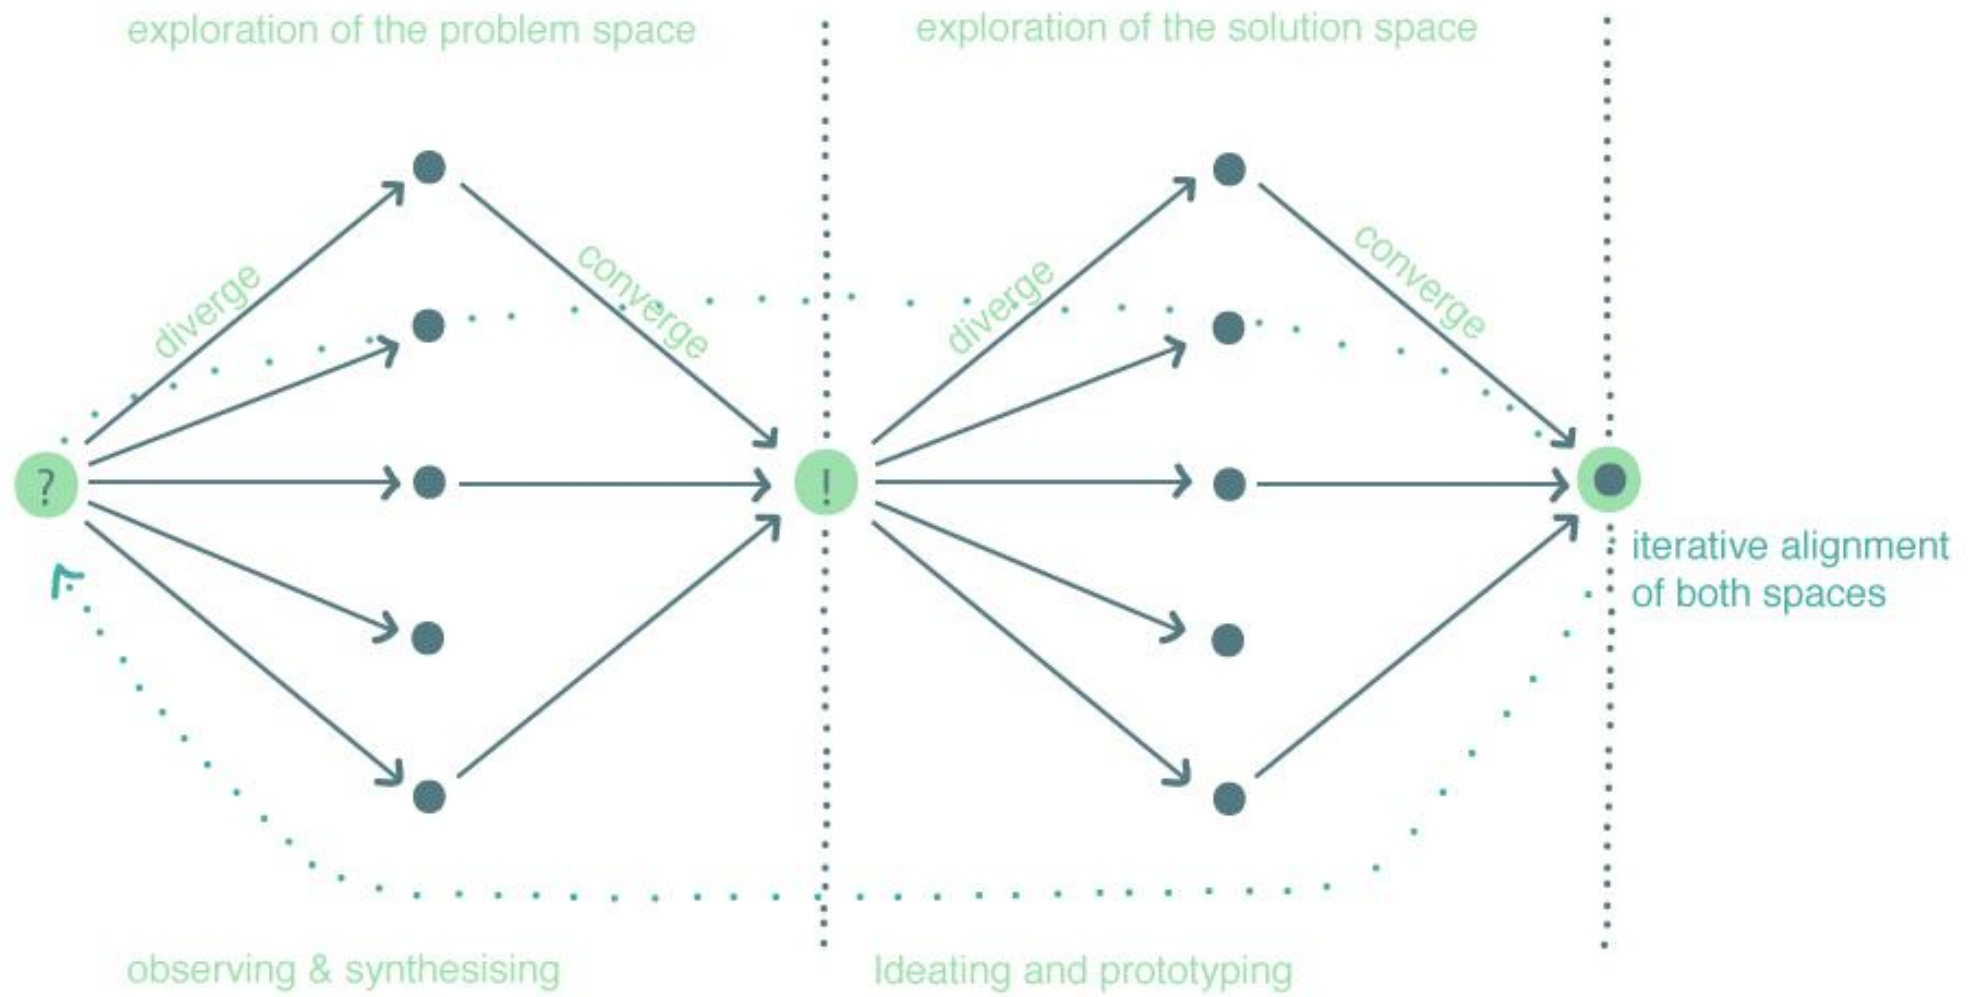 exploration of the problem space
exploration of the solution space
diverge
converge
diverge
converge
?
!
iterative alignment
of both spaces
observing & synthesising
Ideating and prototyping